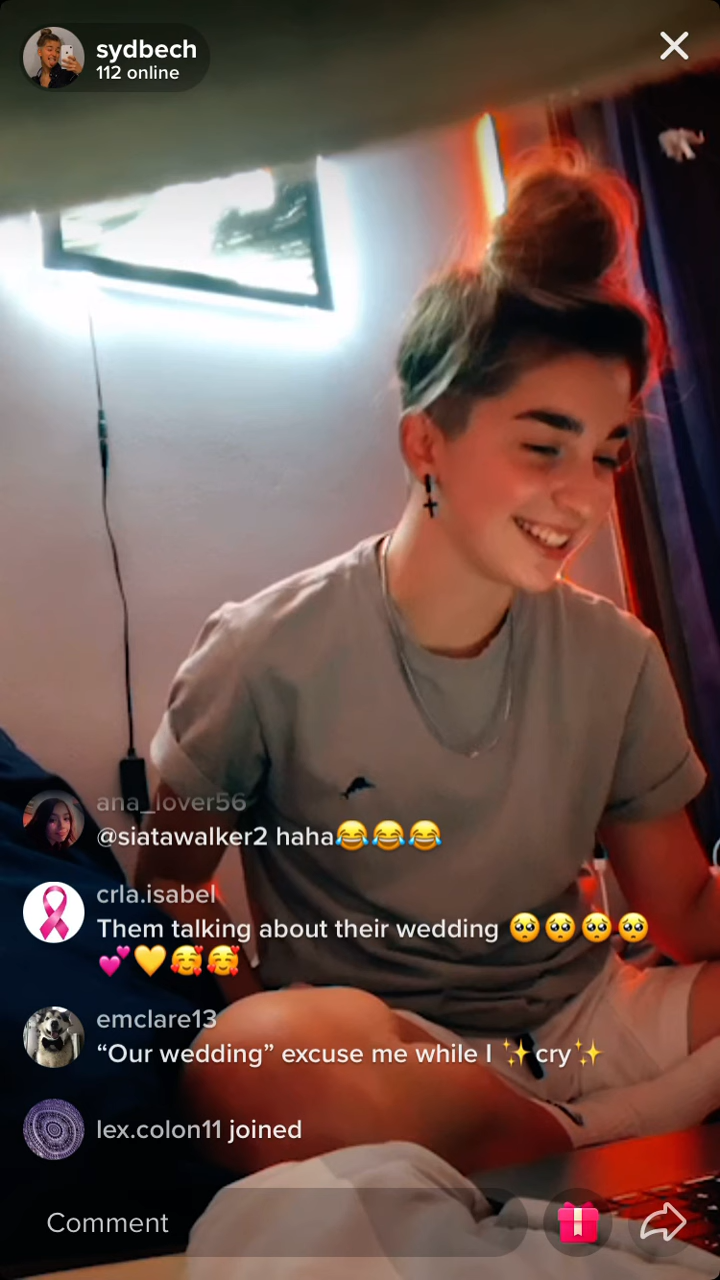 sydbech
112 online
ana_lover56
@siatawalker2 haha😂😂😂
crla.isabel
Them talking about their wedding 🥺🥺🥺🥺
💕💛🥰🥰
emclare13
“Our wedding” excuse me while I ✨cry✨
lex.colon11 joined
Comment